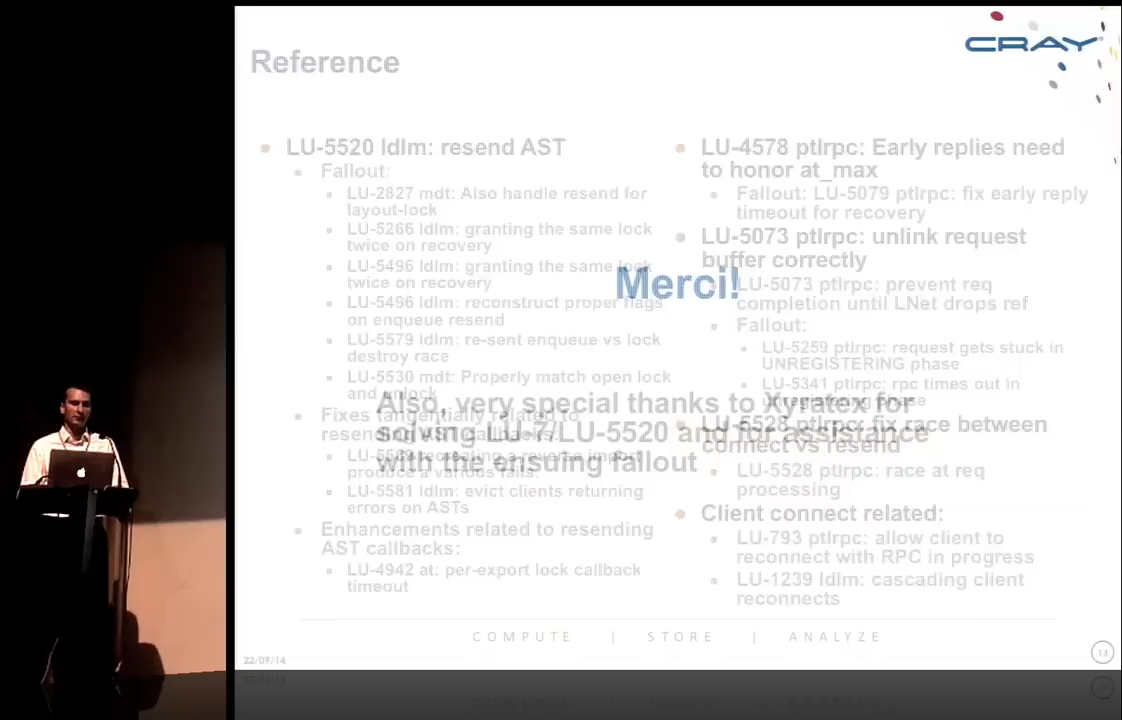 CRAY
Reference
LU-5520 ldlm: resend AST
Fallout:
LU-2827 mdt: Also handle resend for
layout-lock
LU-5266 ldlm: granting the same lock
twice on recovery
LU-5496 ldlm: granting the same lock
twice on recovery
LU-5496 ldlm: reconstruct proper flags
on enqueue resend
LU-5579 ldlm: re-sent enqueue vs lock
destroy race
LU-5530 mdt: Properly match open lock
and unlock
Fixes tangentially related to
LU-5581 ldlm: evict clients returning
errors on ASTs
Enhancements related to resending
AST callbacks:
LU-4942 at: per-export lock callback
timeout
LU-4578 ptlrpc: Early replies need
to honor at_max
Fallout: LU-5079 ptlrpc: fix early reply
timeout for recovery
LU-5073 ptlrpc: unlink request
buffer correctly
LU-5073 ptlrpc: prevent req
completion until LNet drops ref
Fallout:
LU-5259 ptlrpc: request gets stuck in
UNREGISTERING phase
LU-5341 ptlrpc: rpc times out in
phase
LU-5528 ptlrpc: fix race between
connect vs resend
LU-5528 ptlrpc: race at req
processing
Client connect related:
LU-793 ptlrpc: allow client to
reconnect with RPC in progress
LU-1239 ldlm: cascading client
reconnects
Merci!
Also, very special thanks to Xyratex for
solving LU-7/LU-5520 and for assistance
with the ensuing fallout
COMPUTE | STORE | ANALYZE
22/09/14
14